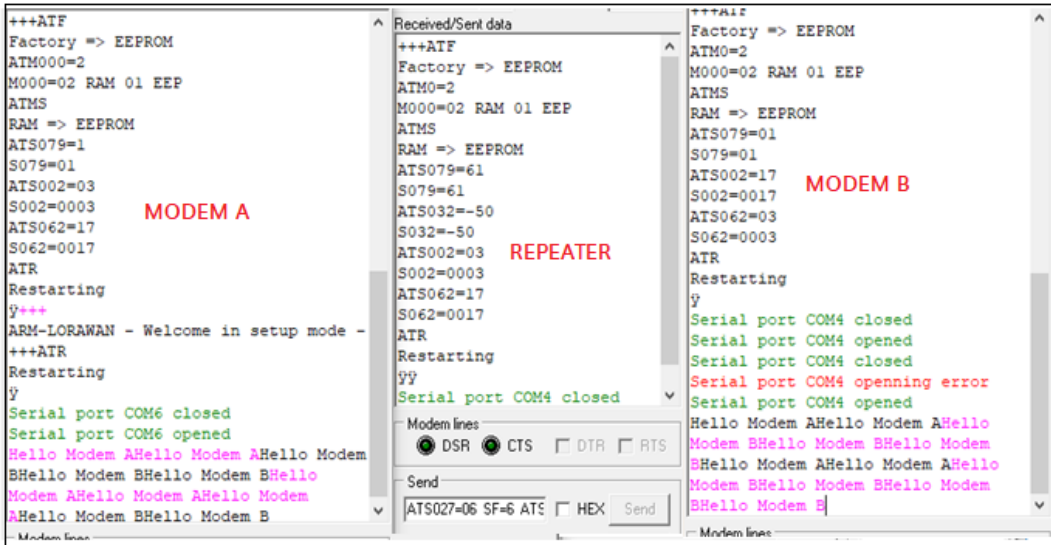 +++ATF
Factory => EEPROM
ATM000=2
M000=02 RAM 01 EEP
ATMS
RAM => EEPROM
ATS079=1
S079=01
ATS002=03
S002=0003
ATS062=17
S062=0017
ATR
Restarting
ÿ+++
ARM-LORAWAN - Welcome in setup mode -
+++ATR
Restarting
ÿ
Serial port COM6 closed
Serial port COM6 opened
Hello Modem AHello Modem AHello Modem
BHello Modem BHello Modem BHello
Modem AHello Modem AHello Modem
AHello Modem BHello Modem B
MODEM A
Modem lines
Received/Sent data
+++ATF
Factory => EEPROM
ATM0=2
M000=02 RAM 01 EEP
ATMS
RAM => EEPROM
ATS079=61
S079=61
ATS032=-50
S032=-50
ATS002=03
S002=0003
ATS062=17
S062=0017
ATR
Restarting
ÿÿ
Serial port COM4 closed
REPEATER
Modem lines
DSR CTS DTR RTS
Send
ATS027=06 SF=6 ATS HEX Send
+++ATF
Factory => EEPROM
ATM0=2
M000=02 RAM 01 EEP
ATMS
RAM => EEPROM
ATS079=01
S079=01
ATS002=17
S002=0017
ATS062=03
S062=0003
ATR
Restarting
ÿ
Serial port COM4 closed
Serial port COM4 opened
Serial port COM4 closed
Serial port COM4 openning error
Serial port COM4 opened
Hello Modem AHello Modem AHello
Modem BHello Modem BHello Modem
BHello Modem AHello Modem AHello
Modem BHello Modem BHello Modem
BHello Modem B
MODEM B
Modem lines